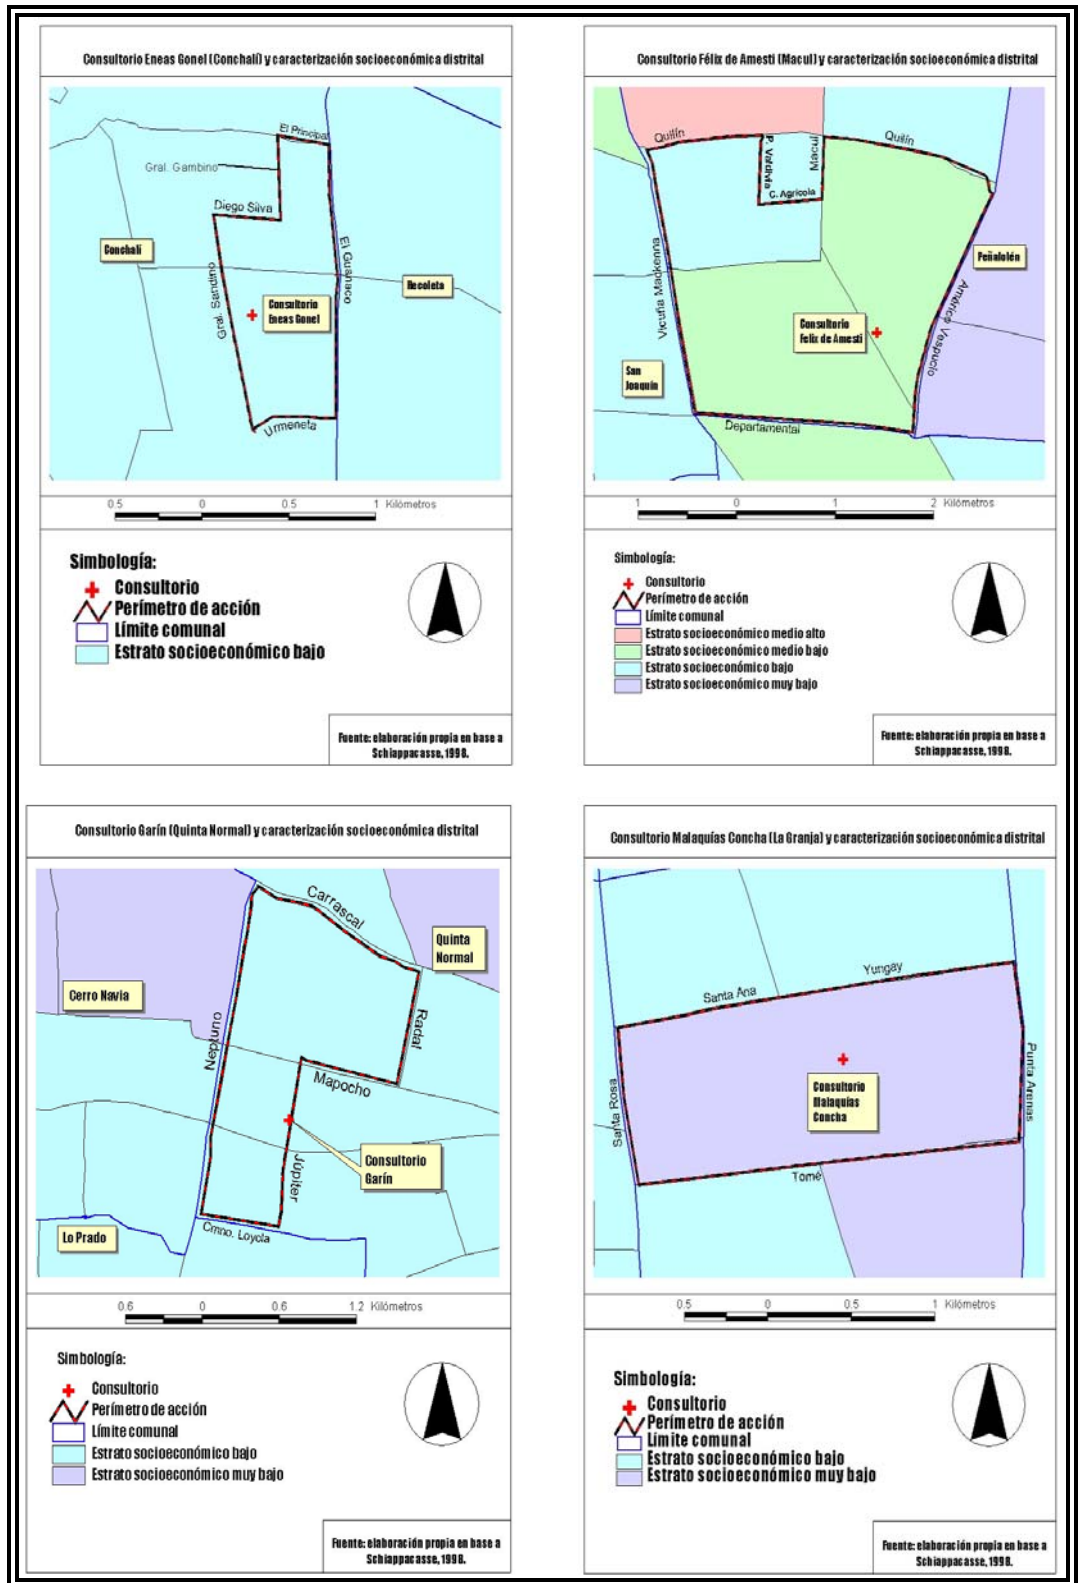 Consultorio Eneas Gonel (Conchalí) y caracterización socioeconómica distrital
El Principal
Gral. Gambino
Diego Silva
Conchalí
El Guanaco
Recoleta
Gral. Sandino
Consultorio
Eneas Gonel
Urmeneta
0.5 0 0.5 1 Kilómetros
Simbología:
Consultorio
Perímetro de acción
Límite comunal
Estrato socioeconómico bajo
Fuente: elaboración propia en base a
Schiappacasse, 1998.
Consultorio Félix de Amesti (Macul) y caracterización socioeconómica distrital
Quilín
P. Valdivia
Macul
Quilín
C. Agrícola
Vicuña Mackenna
Peñalolén
Américo Vespucio
Consultorio
Felix de Amesti
San
Joaquín
Departamental
1 0 1 2 Kilómetros
Simbología:
Consultorio
Perímetro de acción
Límite comunal
Estrato socioeconómico medio alto
Estrato socioeconómico medio bajo
Estrato socioeconómico bajo
Estrato socioeconómico muy bajo
Fuente: elaboración propia en base a
Schiappacasse, 1998.
Consultorio Garín (Quinta Normal) y caracterización socioeconómica distrital
Carrascal
Quinta
Normal
Cerro Navia
Neptuno
Radal
Mapocho
Júpiter
Consultorio
Garín
Lo Prado
Cmno. Loyola
0.6 0 0.6 1.2 Kilómetros
Simbología:
Consultorio
Perímetro de acción
Límite comunal
Estrato socioeconómico bajo
Estrato socioeconómico muy bajo
Fuente: elaboración propia en base a
Schiappacasse, 1998.
Consultorio Malaquías Concha (La Granja) y caracterización socioeconómica distrital
Yungay
Santa Ana
Santa Rosa
Punta Arenas
Consultorio
Malaquías
Concha
Tomé
0.5 0 0.5 1 Kilómetros
Simbología:
Consultorio
Perímetro de acción
Límite comunal
Estrato socioeconómico bajo
Estrato socioeconómico muy bajo
Fuente: elaboración propia en base a
Schiappacasse, 1998.